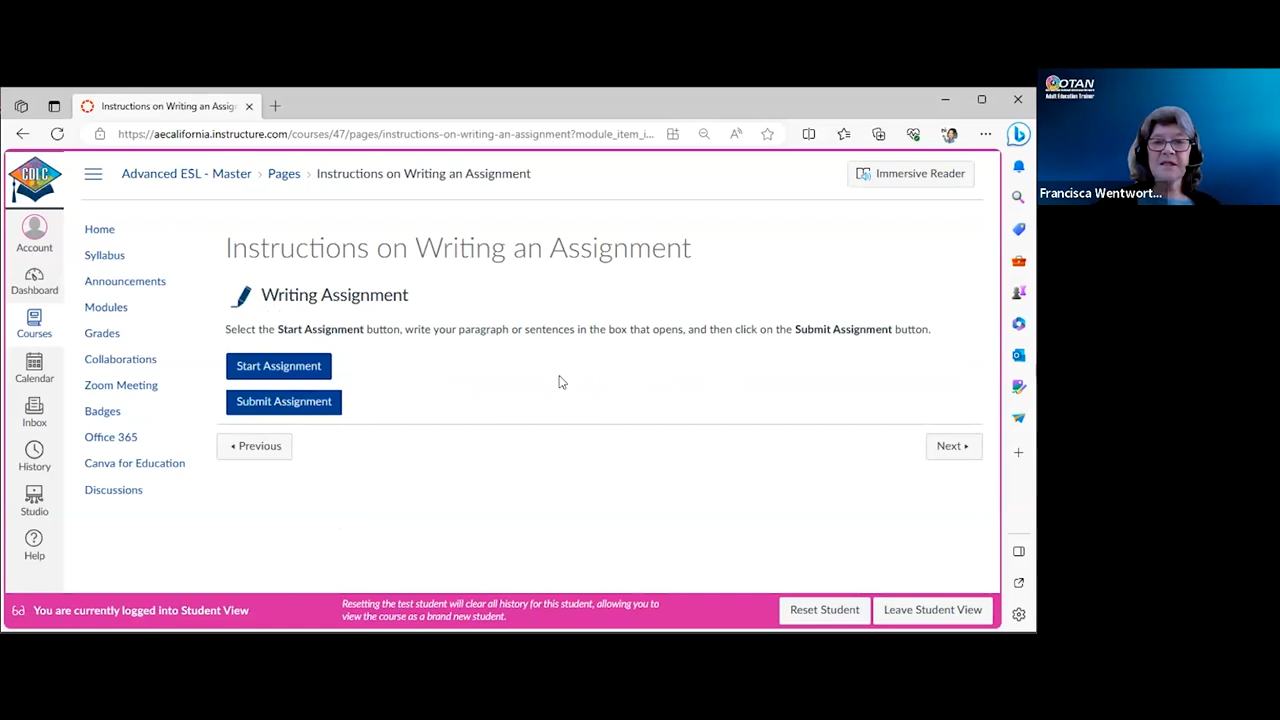 OTAN
Adult Education Trainer
Instructions on Writing an Assign
https://aecalifornia.instructure.com/courses/47/pages/instructions-on-writing-an-assignment?module_item_i...
Francisca Wentwort...
CDLC
Advanced ESL - Master › Pages › Instructions on Writing an Assignment
Immersive Reader
Account
Dashboard
Courses
Calendar
Inbox
History
Studio
Help
Home
Syllabus
Announcements
Modules
Grades
Collaborations
Zoom Meeting
Badges
Office 365
Canva for Education
Discussions
Instructions on Writing an Assignment
Writing Assignment
Select the Start Assignment button, write your paragraph or sentences in the box that opens, and then click on the Submit Assignment button.
Start Assignment
Submit Assignment
Previous
Next
You are currently logged into Student View
Resetting the test student will clear all history for this student, allowing you to
view the course as a brand new student.
Reset Student
Leave Student View